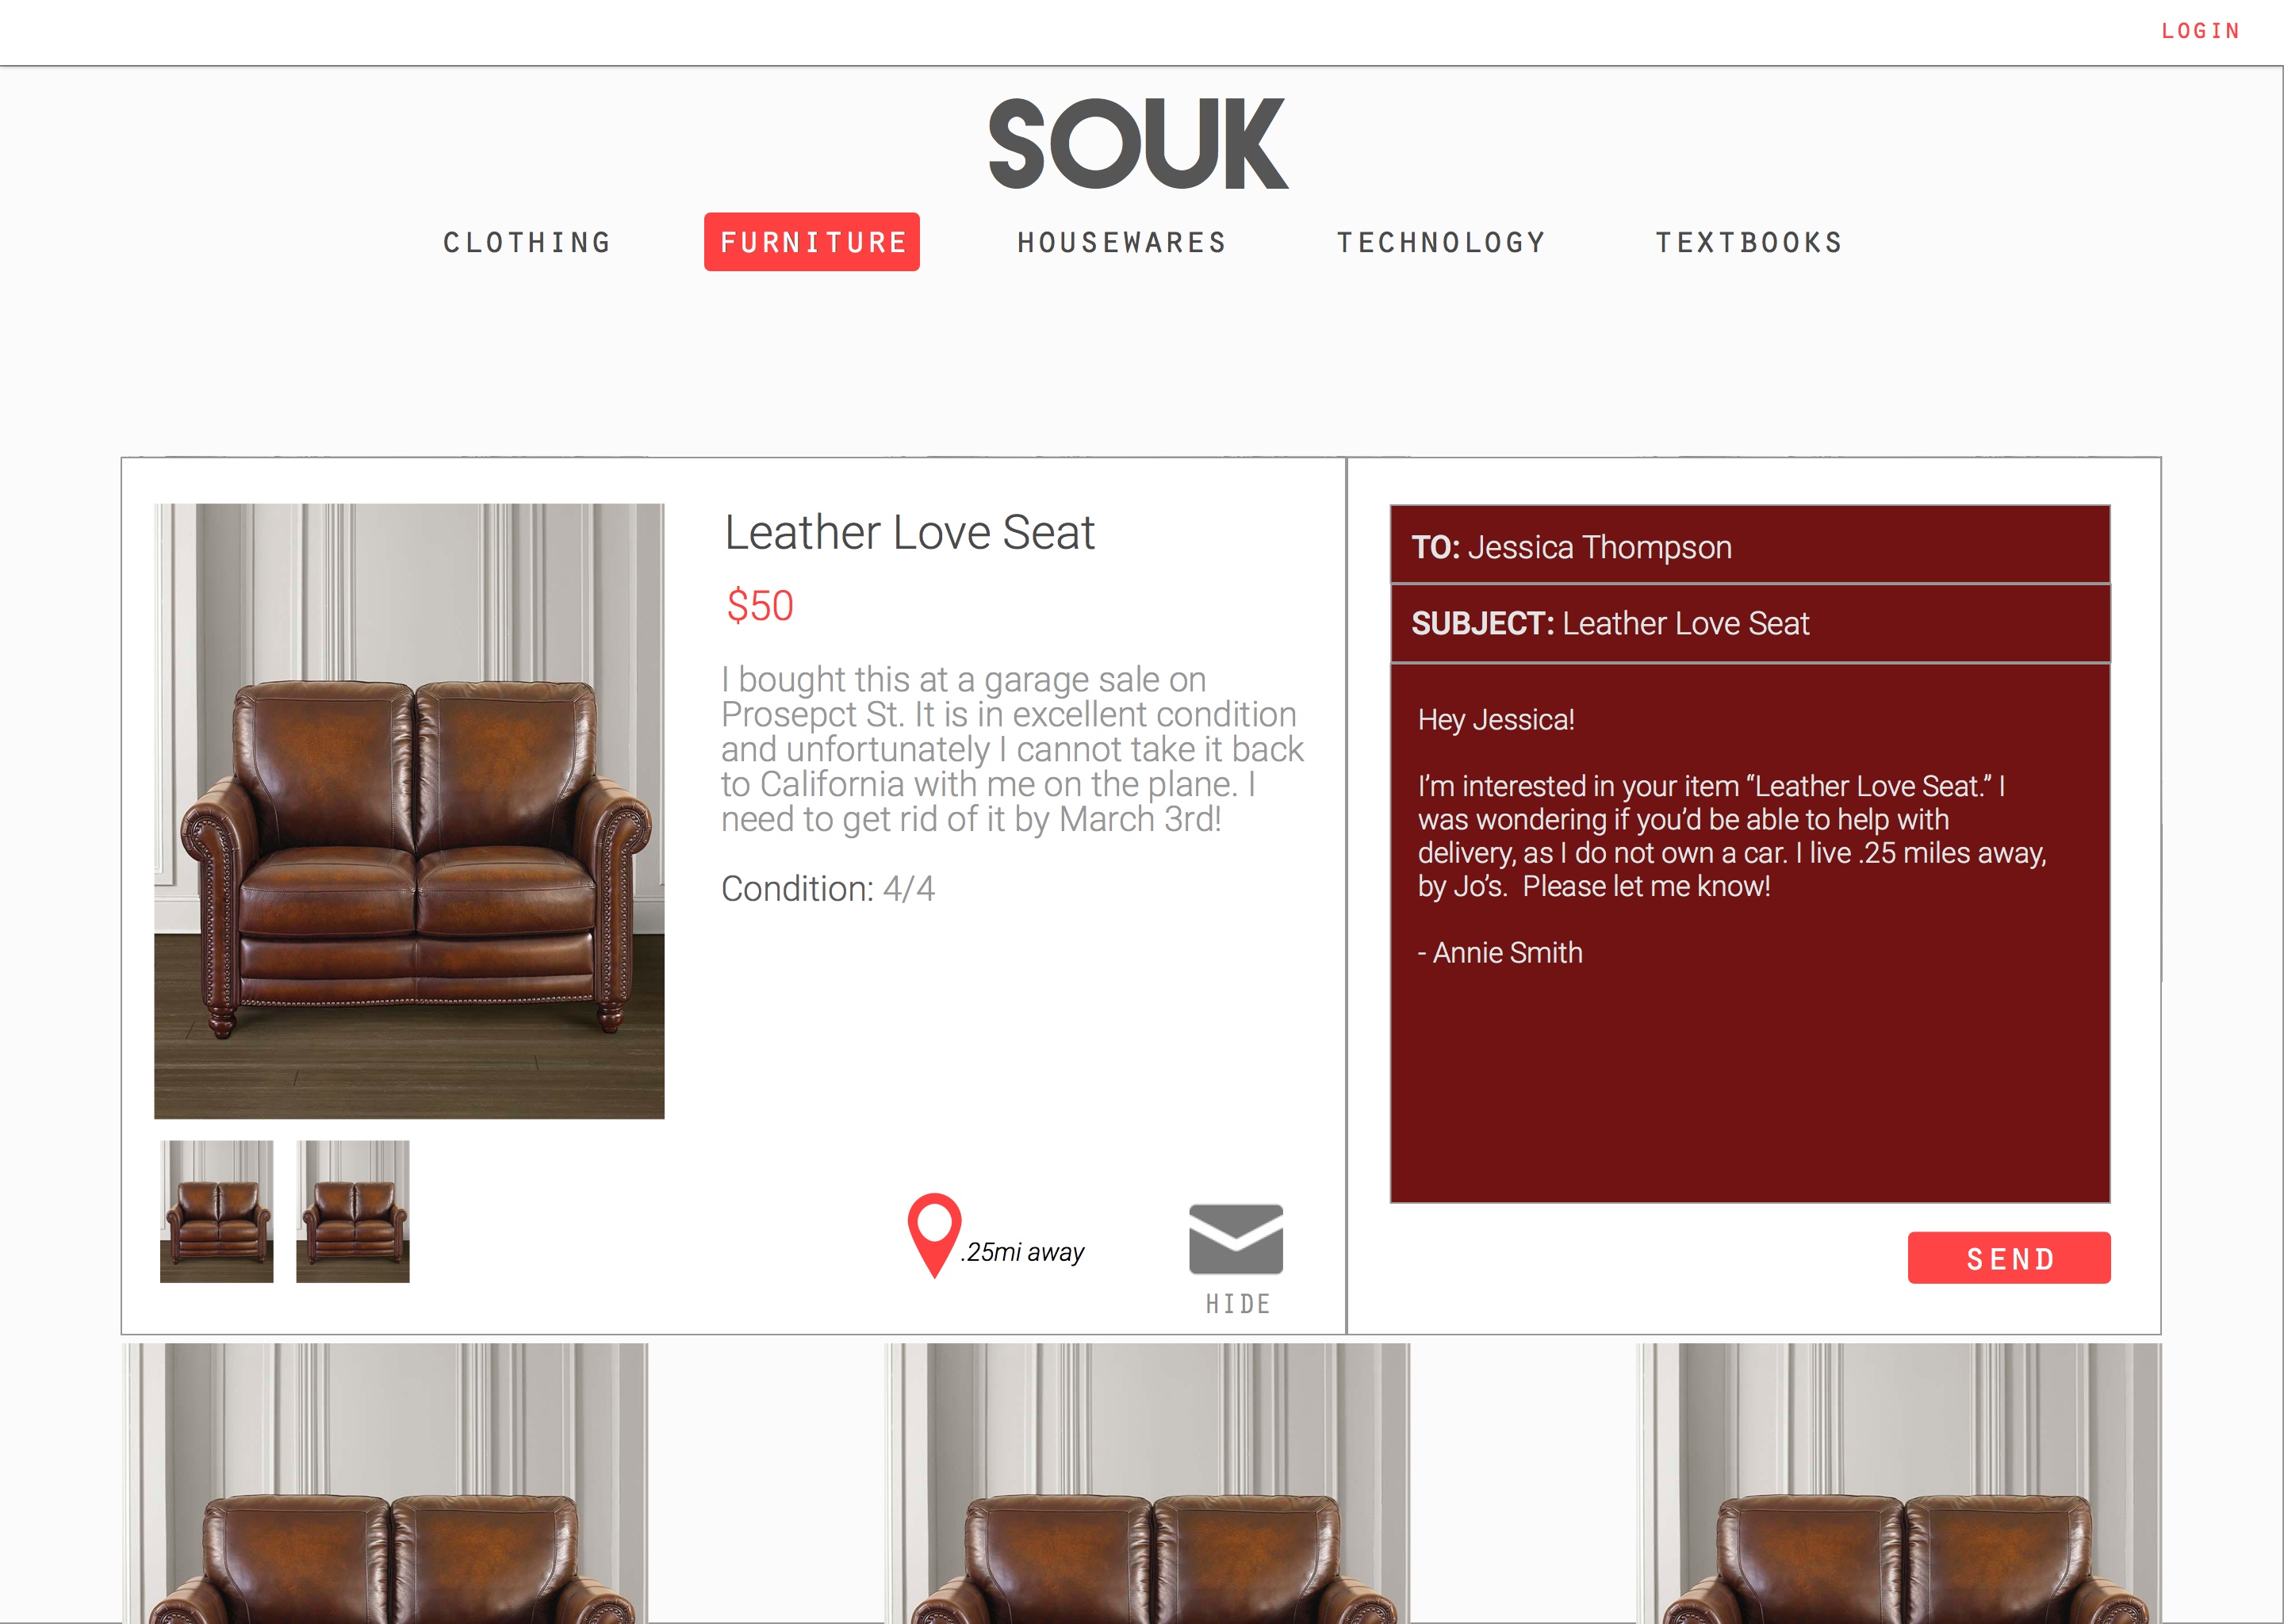 LOGIN
SOUK
CLOTHING FURNITURE HOUSEWARES TECHNOLOGY TEXTBOOKS
Leather Love Seat
$50
I bought this at a garage sale on
Prosepct St. It is in excellent condition
and unfortunately I cannot take it back
to California with me on the plane. I
need to get rid of it by March 3rd!
Condition: 4/4
.25mi away
HIDE
TO: Jessica Thompson
SUBJECT: Leather Love Seat
Hey Jessica!
I’m interested in your item “Leather Love Seat.” I
was wondering if you’d be able to help with
delivery, as I do not own a car. I live .25 miles away,
by Jo’s.  Please let me know!
- Annie Smith
SEND